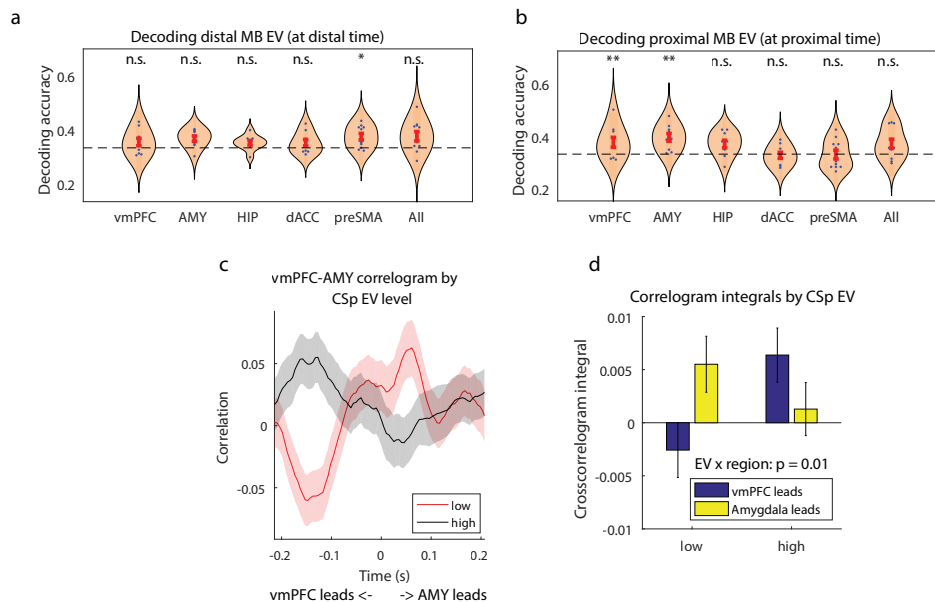 a
Decoding distal MB EV (at distal time)
n.s. n.s. n.s. n.s. * n.s.
Decoding accuracy
0.6
0.4
0.2
vmPFC AMY HIP dACC preSMA All
b
Decoding proximal MB EV (at proximal time)
** ** n.s. n.s. n.s. n.s.
Decoding accuracy
0.6
0.4
0.2
vmPFC AMY HIP dACC preSMA All
c
vmPFC-AMY correlogram by
CSp EV level
Correlation
0.05
0
-0.05
low
high
-0.2 -0.1 0 0.1 0.2
Time (s)
vmPFC leads <- -> AMY leads
d
Correlogram integrals by CSp EV
Crosscorrelogram integral
0.01
0.005
0
-0.005
-0.01
EV x region: p = 0.01
vmPFC leads
Amygdala leads
low high